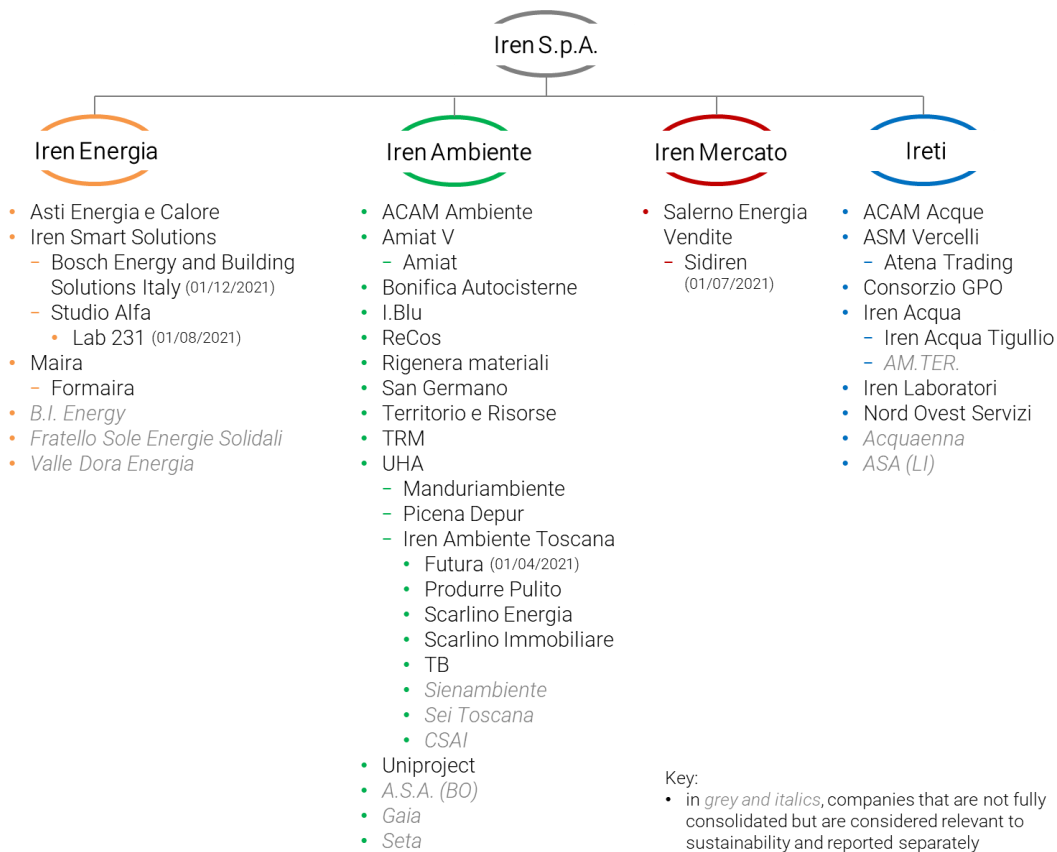 Iren S.p.A.
Iren Energia
• Asti Energia e Calore
• Iren Smart Solutions
– Bosch Energy and Building
Solutions Italy (01/12/2021)
– Studio Alfa
• Lab 231 (01/08/2021)
• Maira
– Formaira
• B.I. Energy
• Fratello Sole Energie Solidali
• Valle Dora Energia
Iren Ambiente
• ACAM Ambiente
• Amiat V
– Amiat
• Bonifica Autocisterne
• I.Blu
• ReCos
• Rigenera materiali
• San Germano
• Territorio e Risorse
• TRM
• UHA
– Manduriambiente
– Picena Depur
– Iren Ambiente Toscana
• Futura (01/04/2021)
• Produrre Pulito
• Scarlino Energia
• Scarlino Immobiliare
• TB
• Sienambiente
• Sei Toscana
• CSAI
• Uniproject
• A.S.A. (BO)
• Gaia
• Seta
Iren Mercato
• Salerno Energia
Vendite
– Sidiren
(01/07/2021)
Ireti
• ACAM Acque
• ASM Vercelli
– Atena Trading
• Consorzio GPO
• Iren Acqua
– Iren Acqua Tigullio
– AM.TER.
• Iren Laboratori
• Nord Ovest Servizi
• Acquaenna
• ASA (LI)
Key:
• in grey and italics, companies that are not fully
consolidated but are considered relevant to
sustainability and reported separately